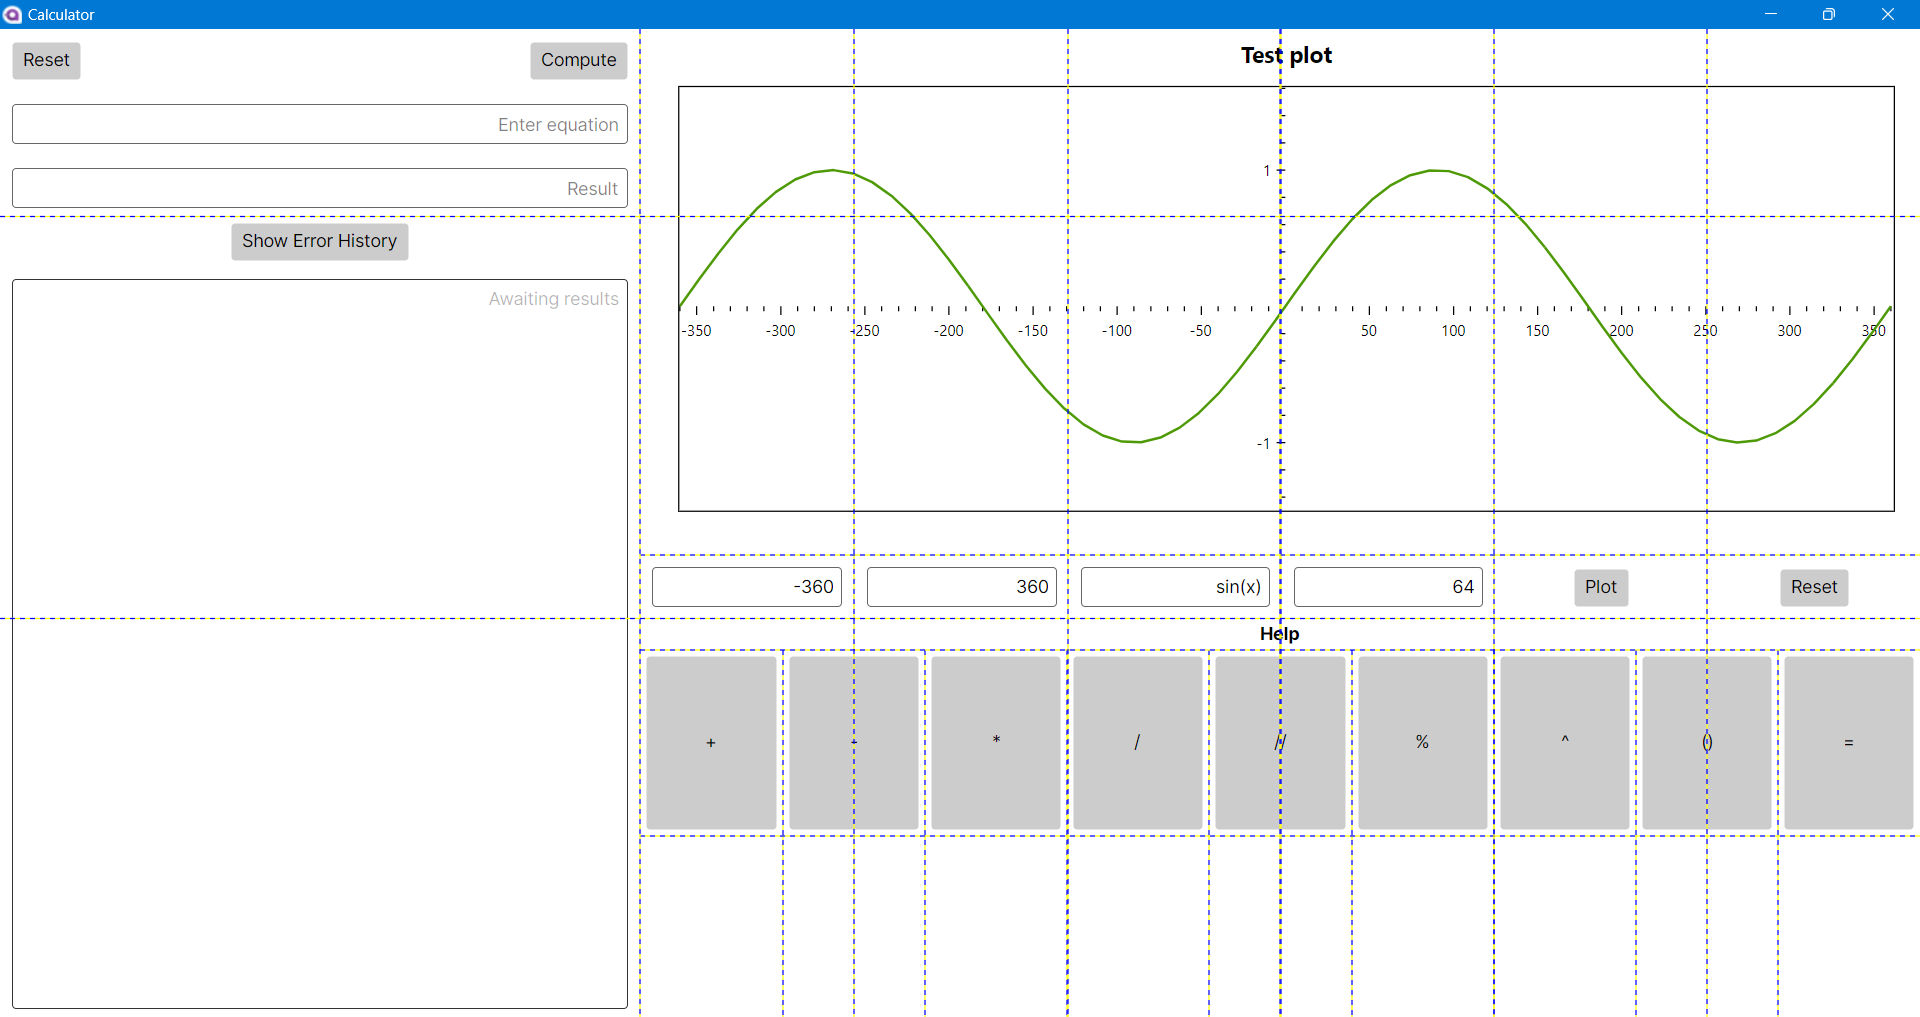 Calculator
Reset Compute
Enter equation
Result
Show Error History
Awaiting results
Test plot
1
-350 -300 -250 -200 -150 -100 -50 50 100 150 200 250 300 350
-1
-360 360 sin(x) 64 Plot Reset
Help
+ - * / // % ^ () =